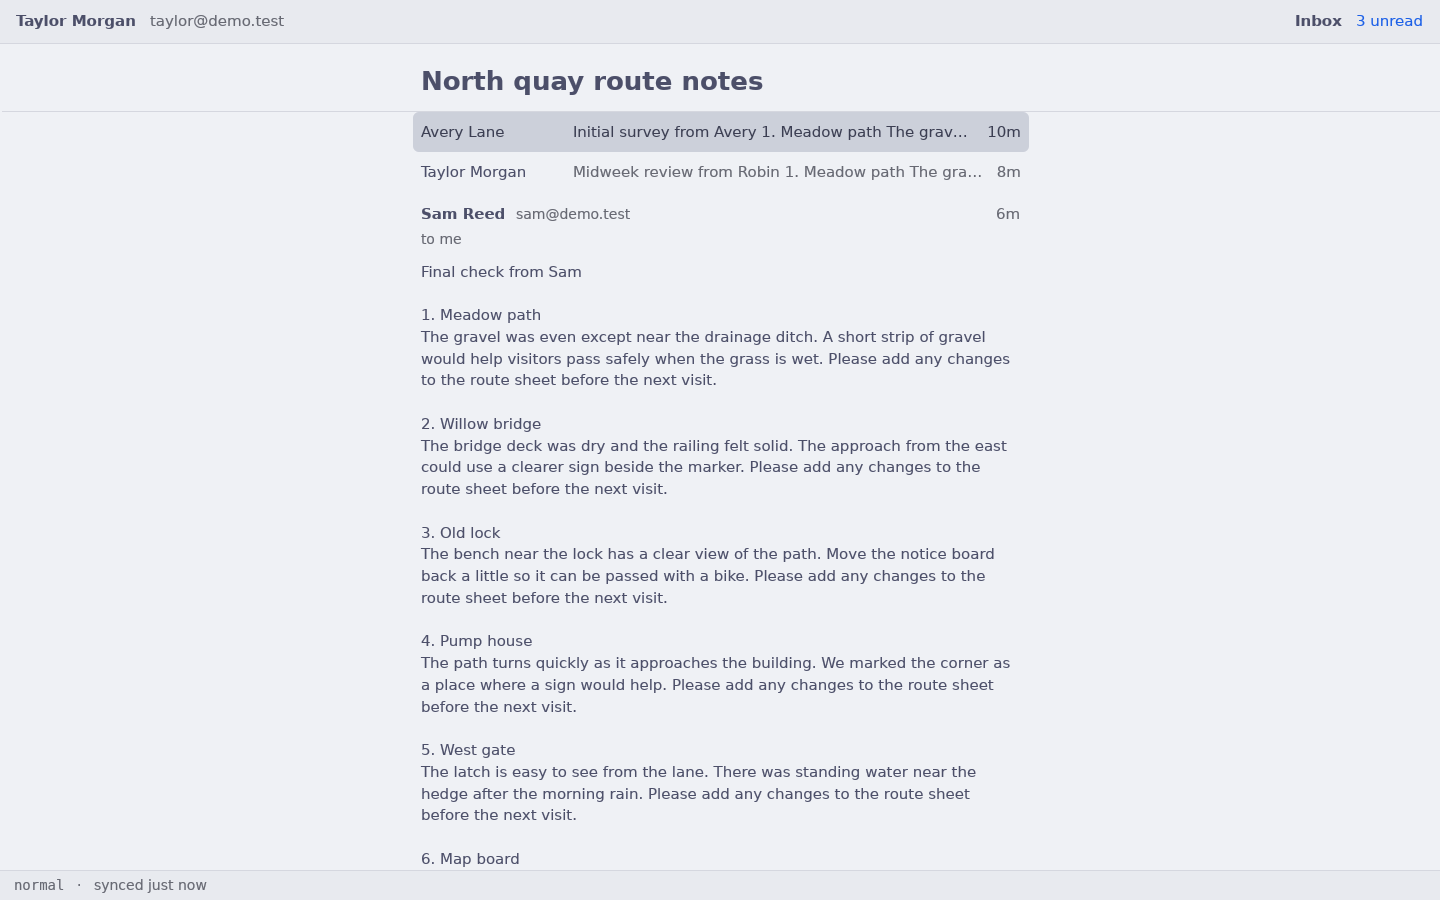 Taylor Morgan taylor@demo.test Inbox 3 unread
North quay route notes
Avery Lane Initial survey from Avery 1. Meadow path The grav… 10m
Taylor Morgan Midweek review from Robin 1. Meadow path The gra… 8m
Sam Reed sam@demo.test 6m
to me
Final check from Sam
1. Meadow path
The gravel was even except near the drainage ditch. A short strip of gravel
would help visitors pass safely when the grass is wet. Please add any changes
to the route sheet before the next visit.
2. Willow bridge
The bridge deck was dry and the railing felt solid. The approach from the east
could use a clearer sign beside the marker. Please add any changes to the
route sheet before the next visit.
3. Old lock
The bench near the lock has a clear view of the path. Move the notice board
back a little so it can be passed with a bike. Please add any changes to the
route sheet before the next visit.
4. Pump house
The path turns quickly as it approaches the building. We marked the corner as
a place where a sign would help. Please add any changes to the route sheet
before the next visit.
5. West gate
The latch is easy to see from the lane. There was standing water near the
hedge after the morning rain. Please add any changes to the route sheet
before the next visit.
6. Map board
normal · synced just now